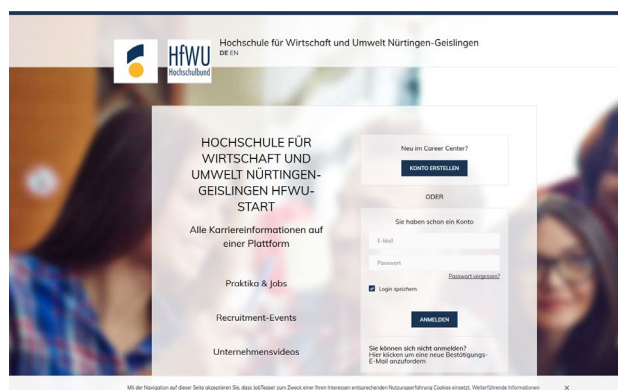 Hochschule für Wirtschaft und Umwelt Nürtingen-Geislingen
DE EN
HfWU
Hochschulbund
HOCHSCHULE FÜR
WIRTSCHAFT UND
UMWELT NÜRTINGEN-
GEISLINGEN HFWU-
START
Alle Karriereinformationen auf
einer Plattform
Praktika & Jobs
Recruitment-Events
Unternehmensvideos
Neu im Career Center?
KONTO ERSTELLEN
ODER
Sie haben schon ein Konto
E-Mail
Passwort
Passwort vergessen?
Login speichern
ANMELDEN
Sie können sich nicht anmelden?
Hier klicken um eine neue Bestätigungs-
E-Mail anzufordern
Mit der Navigation auf dieser Seite akzeptieren Sie, dass JobTeaser zum Zweck einer Ihren Interessen entsprechenden Nutzungserfahrung Cookies einsetzt. Weiterführende Informationen